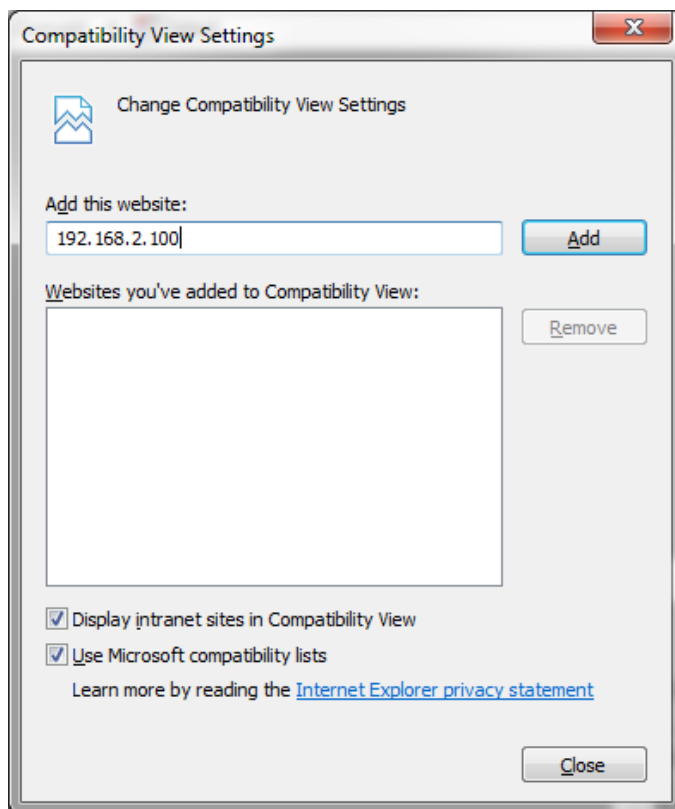 Compatibility View Settings
Change Compatibility View Settings
Add this website:
192.168.2.100
Add
Websites you've added to Compatibility View:
Remove
Display intranet sites in Compatibility View
Use Microsoft compatibility lists
Learn more by reading the Internet Explorer privacy statement
Close